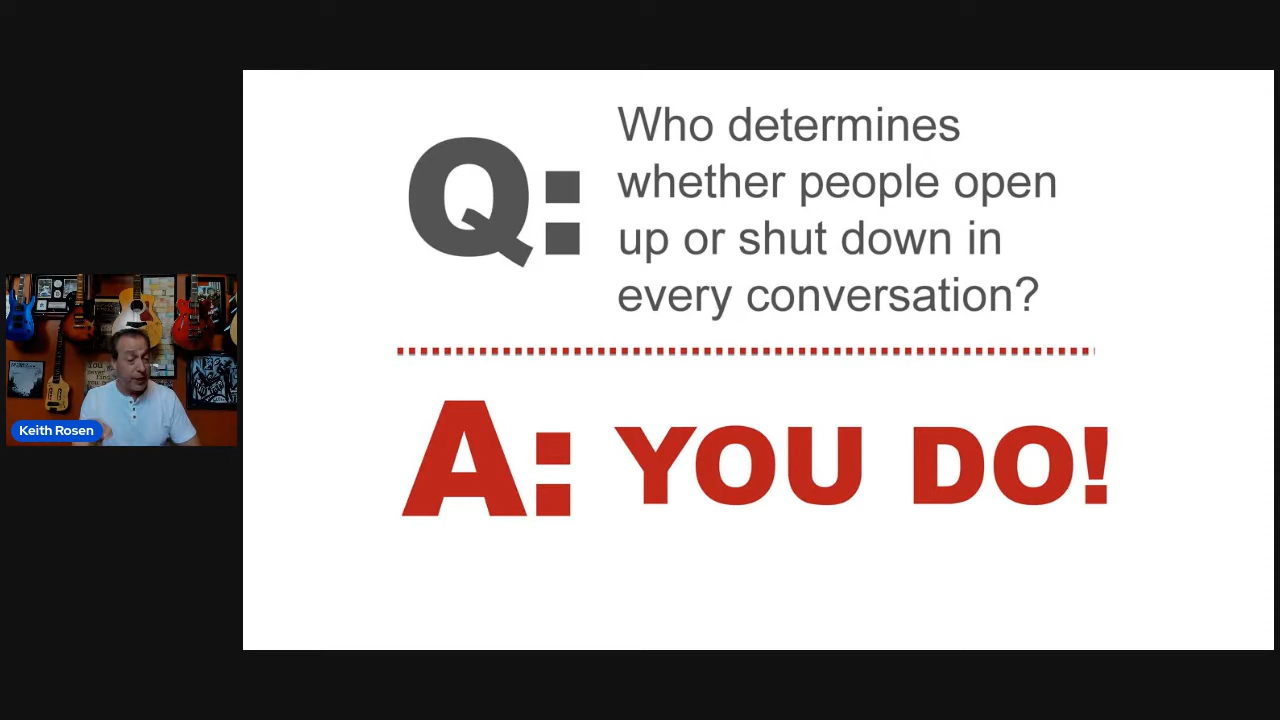 Q:
Who determines
whether people open
up or shut down in
every conversation?
A: YOU DO!
Keith Rosen